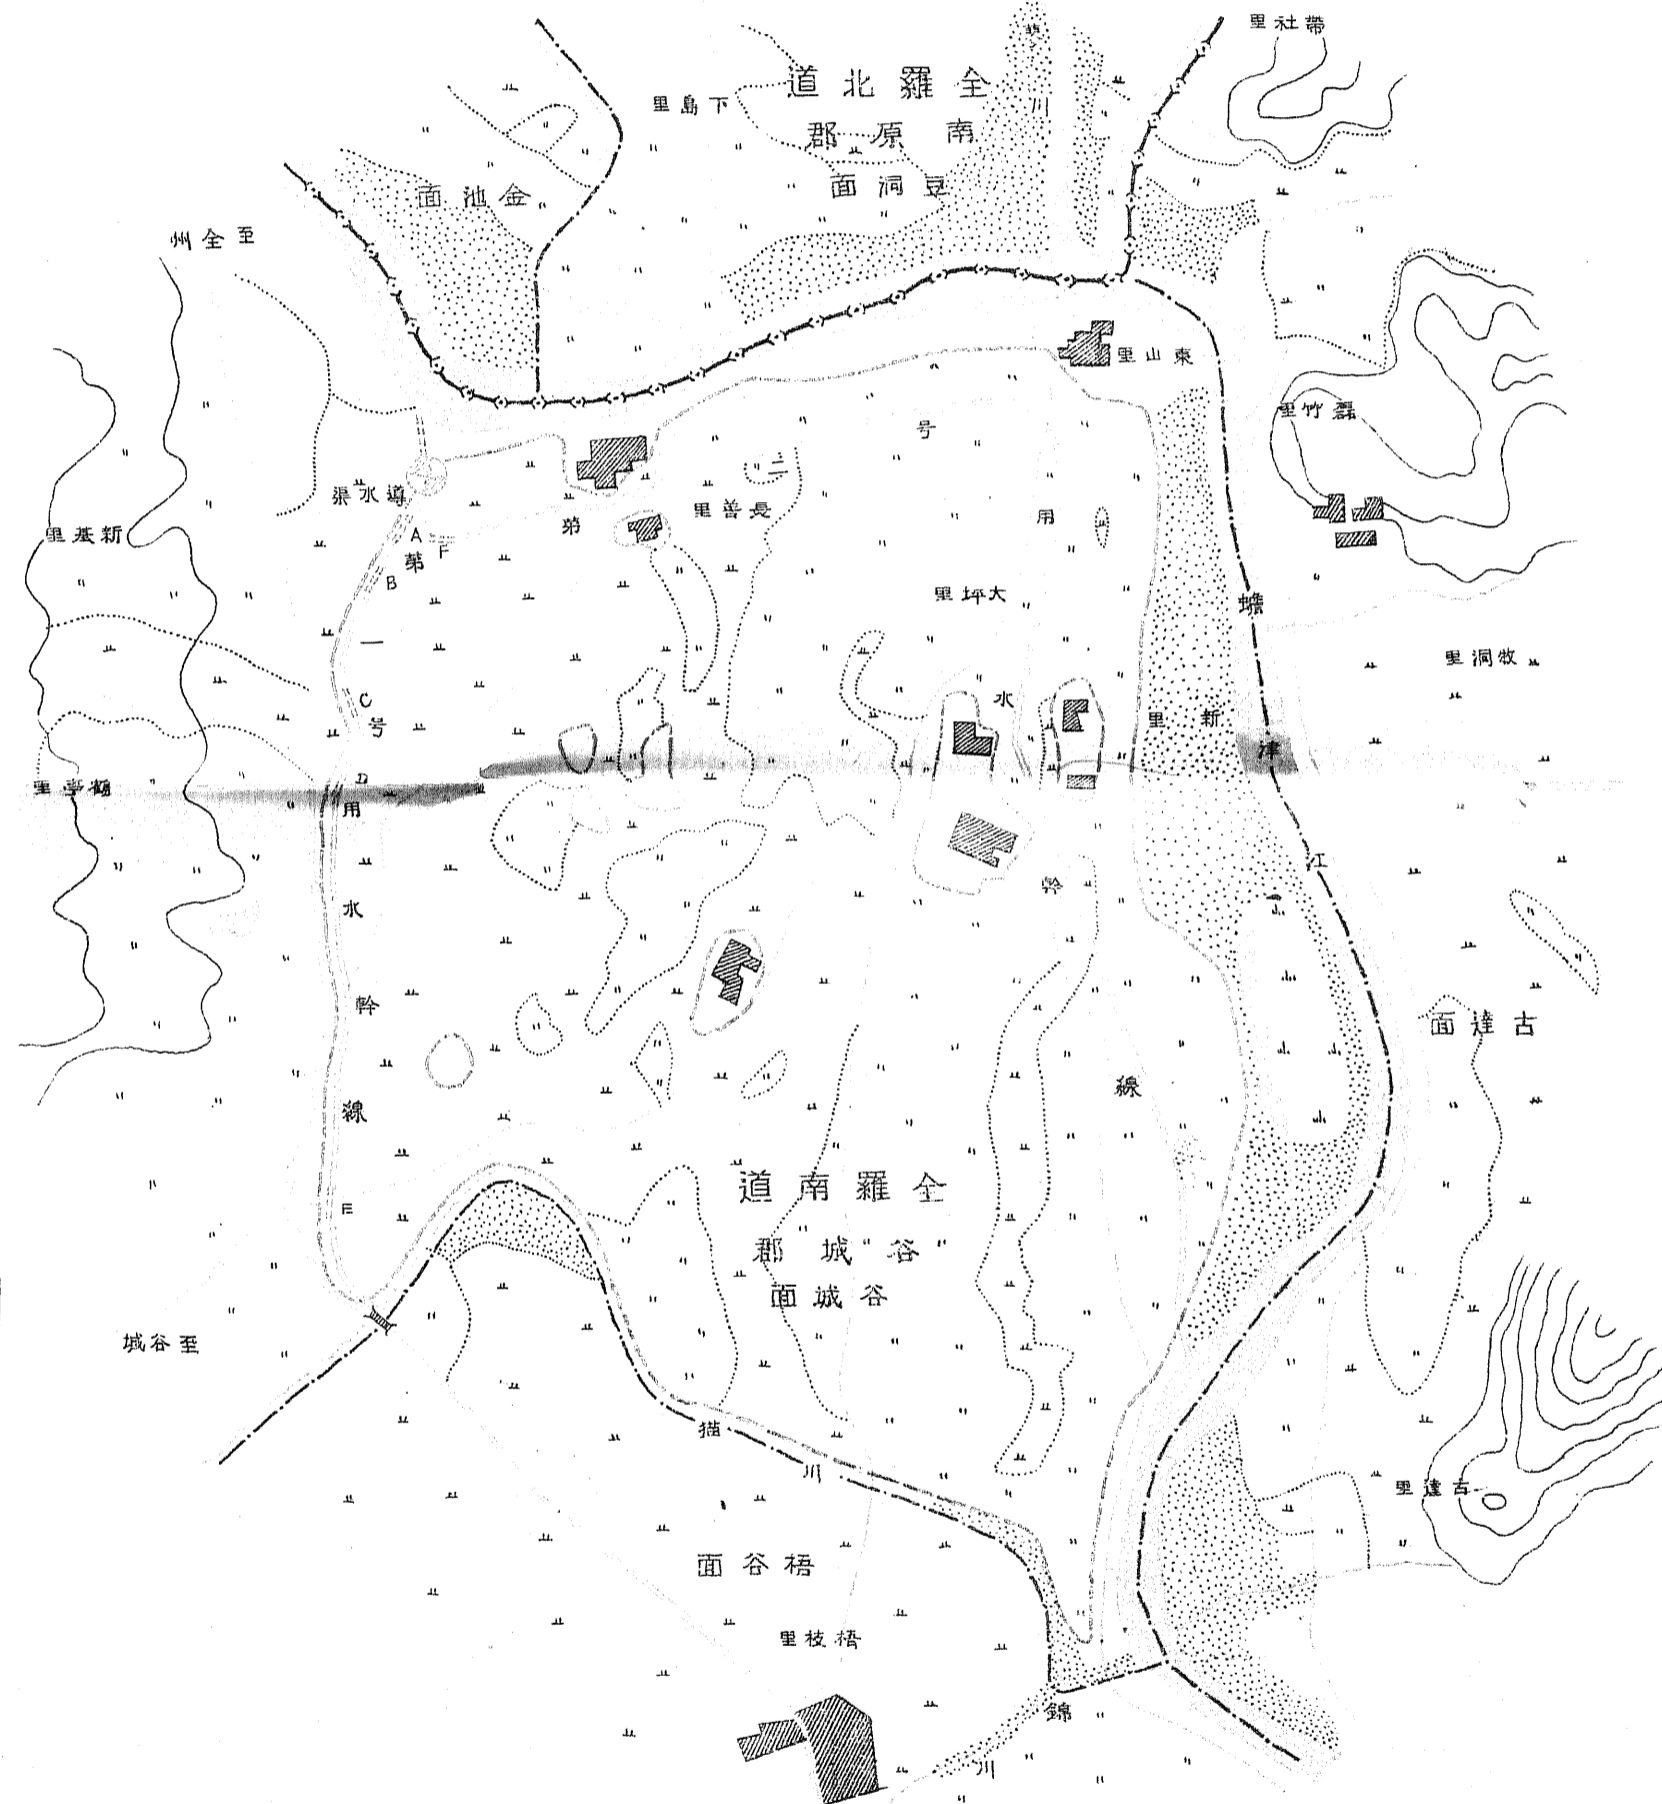 帶社里
全羅北道
南原郡
豆洞面
川
下島里
金池面
至全州
東山里
磊竹里
導水渠
長善里
新基里
大坪里
牧洞里
新里
鶴亭里
第一号用水幹線
第二号用水幹線
A
F
B
C
D
E
蟾津江
古達面
全羅南道
谷城郡
谷城面
至谷城
猫川
古達里
梧谷面
梧枝里
錦川